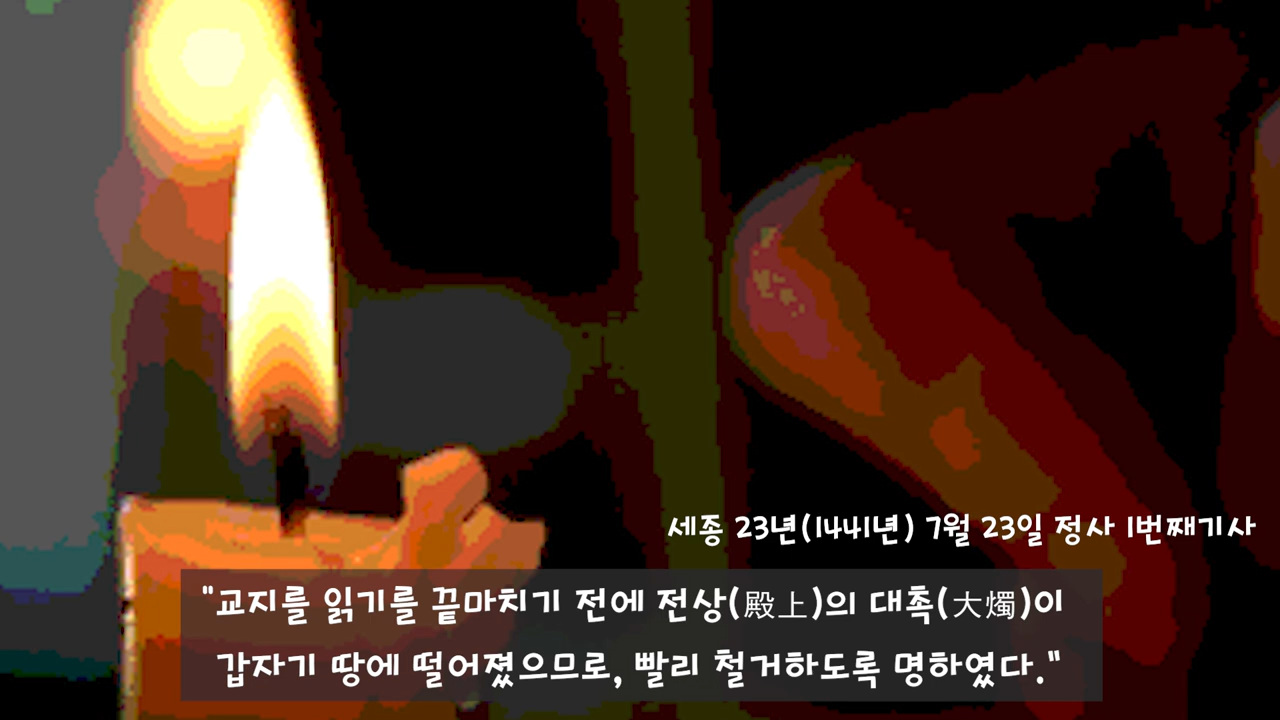 세종 23년(1441년) 7월 23일 정사 1번째기사
"교지를 읽기를 끝마치기 전에 전상(殿上)의 대촉(大燭)이
갑자기 땅에 떨어졌으므로, 빨리 철거하도록 명하였다."